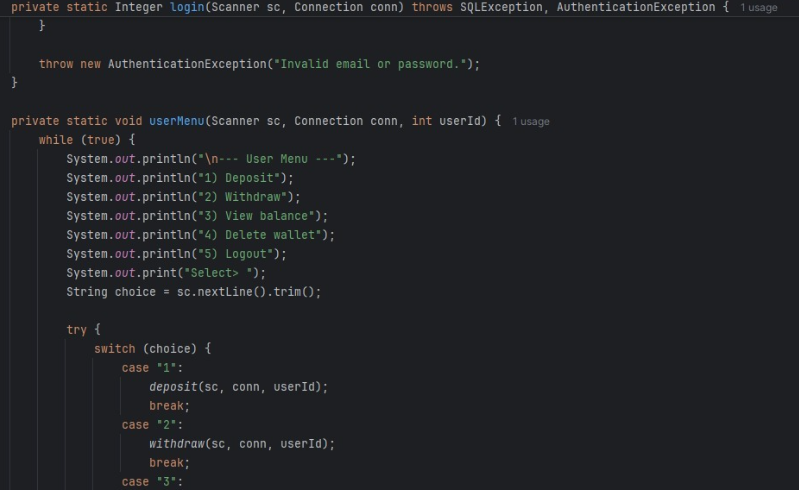 private static Integer login(Scanner sc, Connection conn) throws SQLException, AuthenticationException { 1 usage
    }

    throw new AuthenticationException("Invalid email or password.");
}

private static void userMenu(Scanner sc, Connection conn, int userId) { 1 usage
    while (true) {
        System.out.println("\n--- User Menu ---");
        System.out.println("1) Deposit");
        System.out.println("2) Withdraw");
        System.out.println("3) View balance");
        System.out.println("4) Delete wallet");
        System.out.println("5) Logout");
        System.out.print("Select> ");
        String choice = sc.nextLine().trim();

        try {
            switch (choice) {
                case "1":
                    deposit(sc, conn, userId);
                    break;
                case "2":
                    withdraw(sc, conn, userId);
                    break;
                case "3":